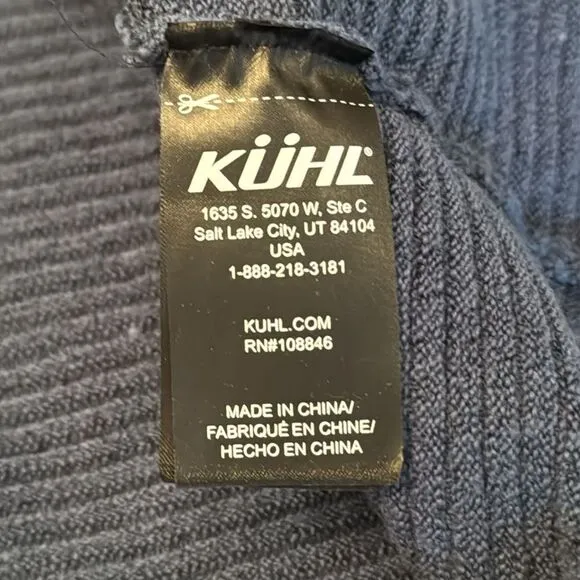 KÜHL®
1635 S. 5070 W, Ste C
Salt Lake City, UT 84104
USA
1-888-218-3181
KUHL.COM
RN#108846
MADE IN CHINA/
FABRIQUÉ EN CHINE/
HECHO EN CHINA